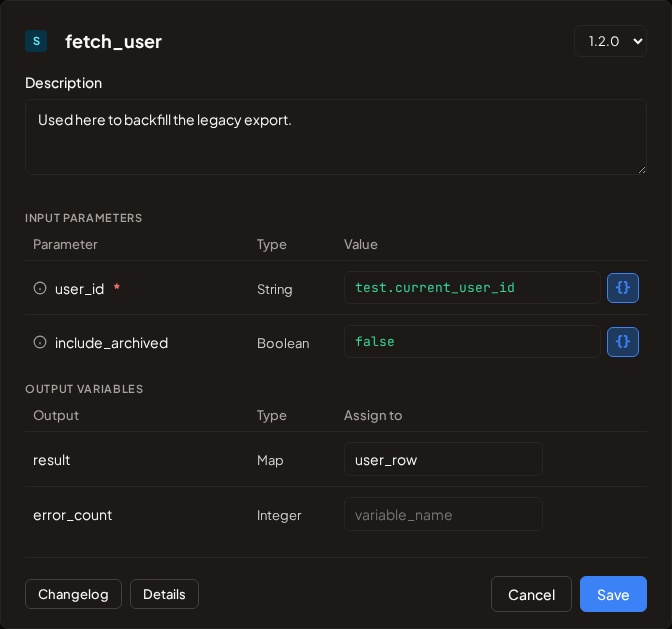 S fetch_user 1.2.0
Description
Used here to backfill the legacy export.
INPUT PARAMETERS
Parameter Type Value
user_id * String test.current_user_id {}
include_archived Boolean false {}
OUTPUT VARIABLES
Output Type Assign to
result Map user_row
error_count Integer variable_name
Changelog Details Cancel Save